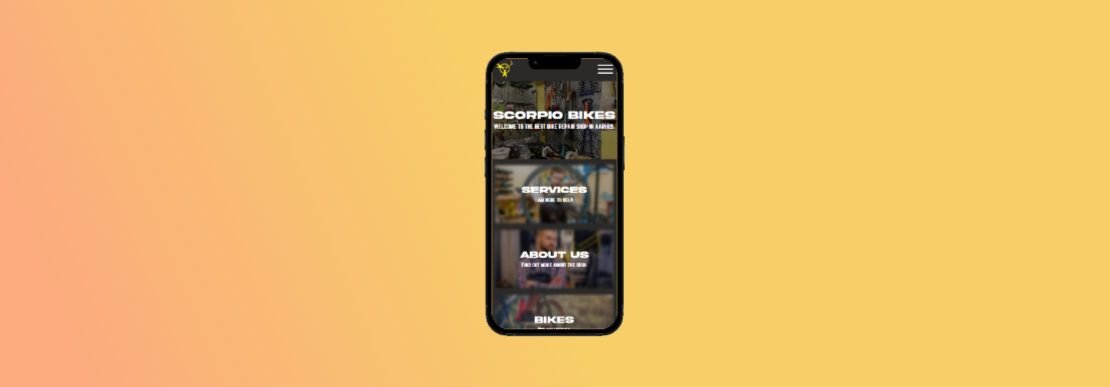 SCORPIO BIKES
WELCOME TO THE BEST BIKE REPAIR SHOP IN AARHUS
SERVICES
I AM HERE TO HELP
ABOUT US
FIND OUT MORE ABOUT THE SHOP
BIKES